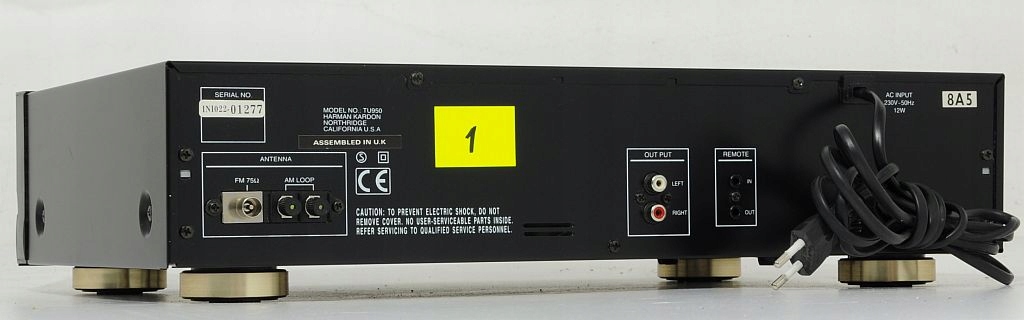 SERIAL NO.
IN1022-01277
MODEL NO.: TU950
HARMAN KARDON
NORTHRIDGE
CALIFORNIA U.S.A
ASSEMBLED IN U.K
ANTENNA
FM 75Ω
AM LOOP
S
CE
CAUTION: TO PREVENT ELECTRIC SHOCK, DO NOT
REMOVE COVER. NO USER-SERVICEABLE PARTS INSIDE.
REFER SERVICING TO QUALIFIED SERVICE PERSONNEL.
1
OUT PUT
LEFT
RIGHT
REMOTE
IN
OUT
AC INPUT
230V~50Hz
12W
8A5